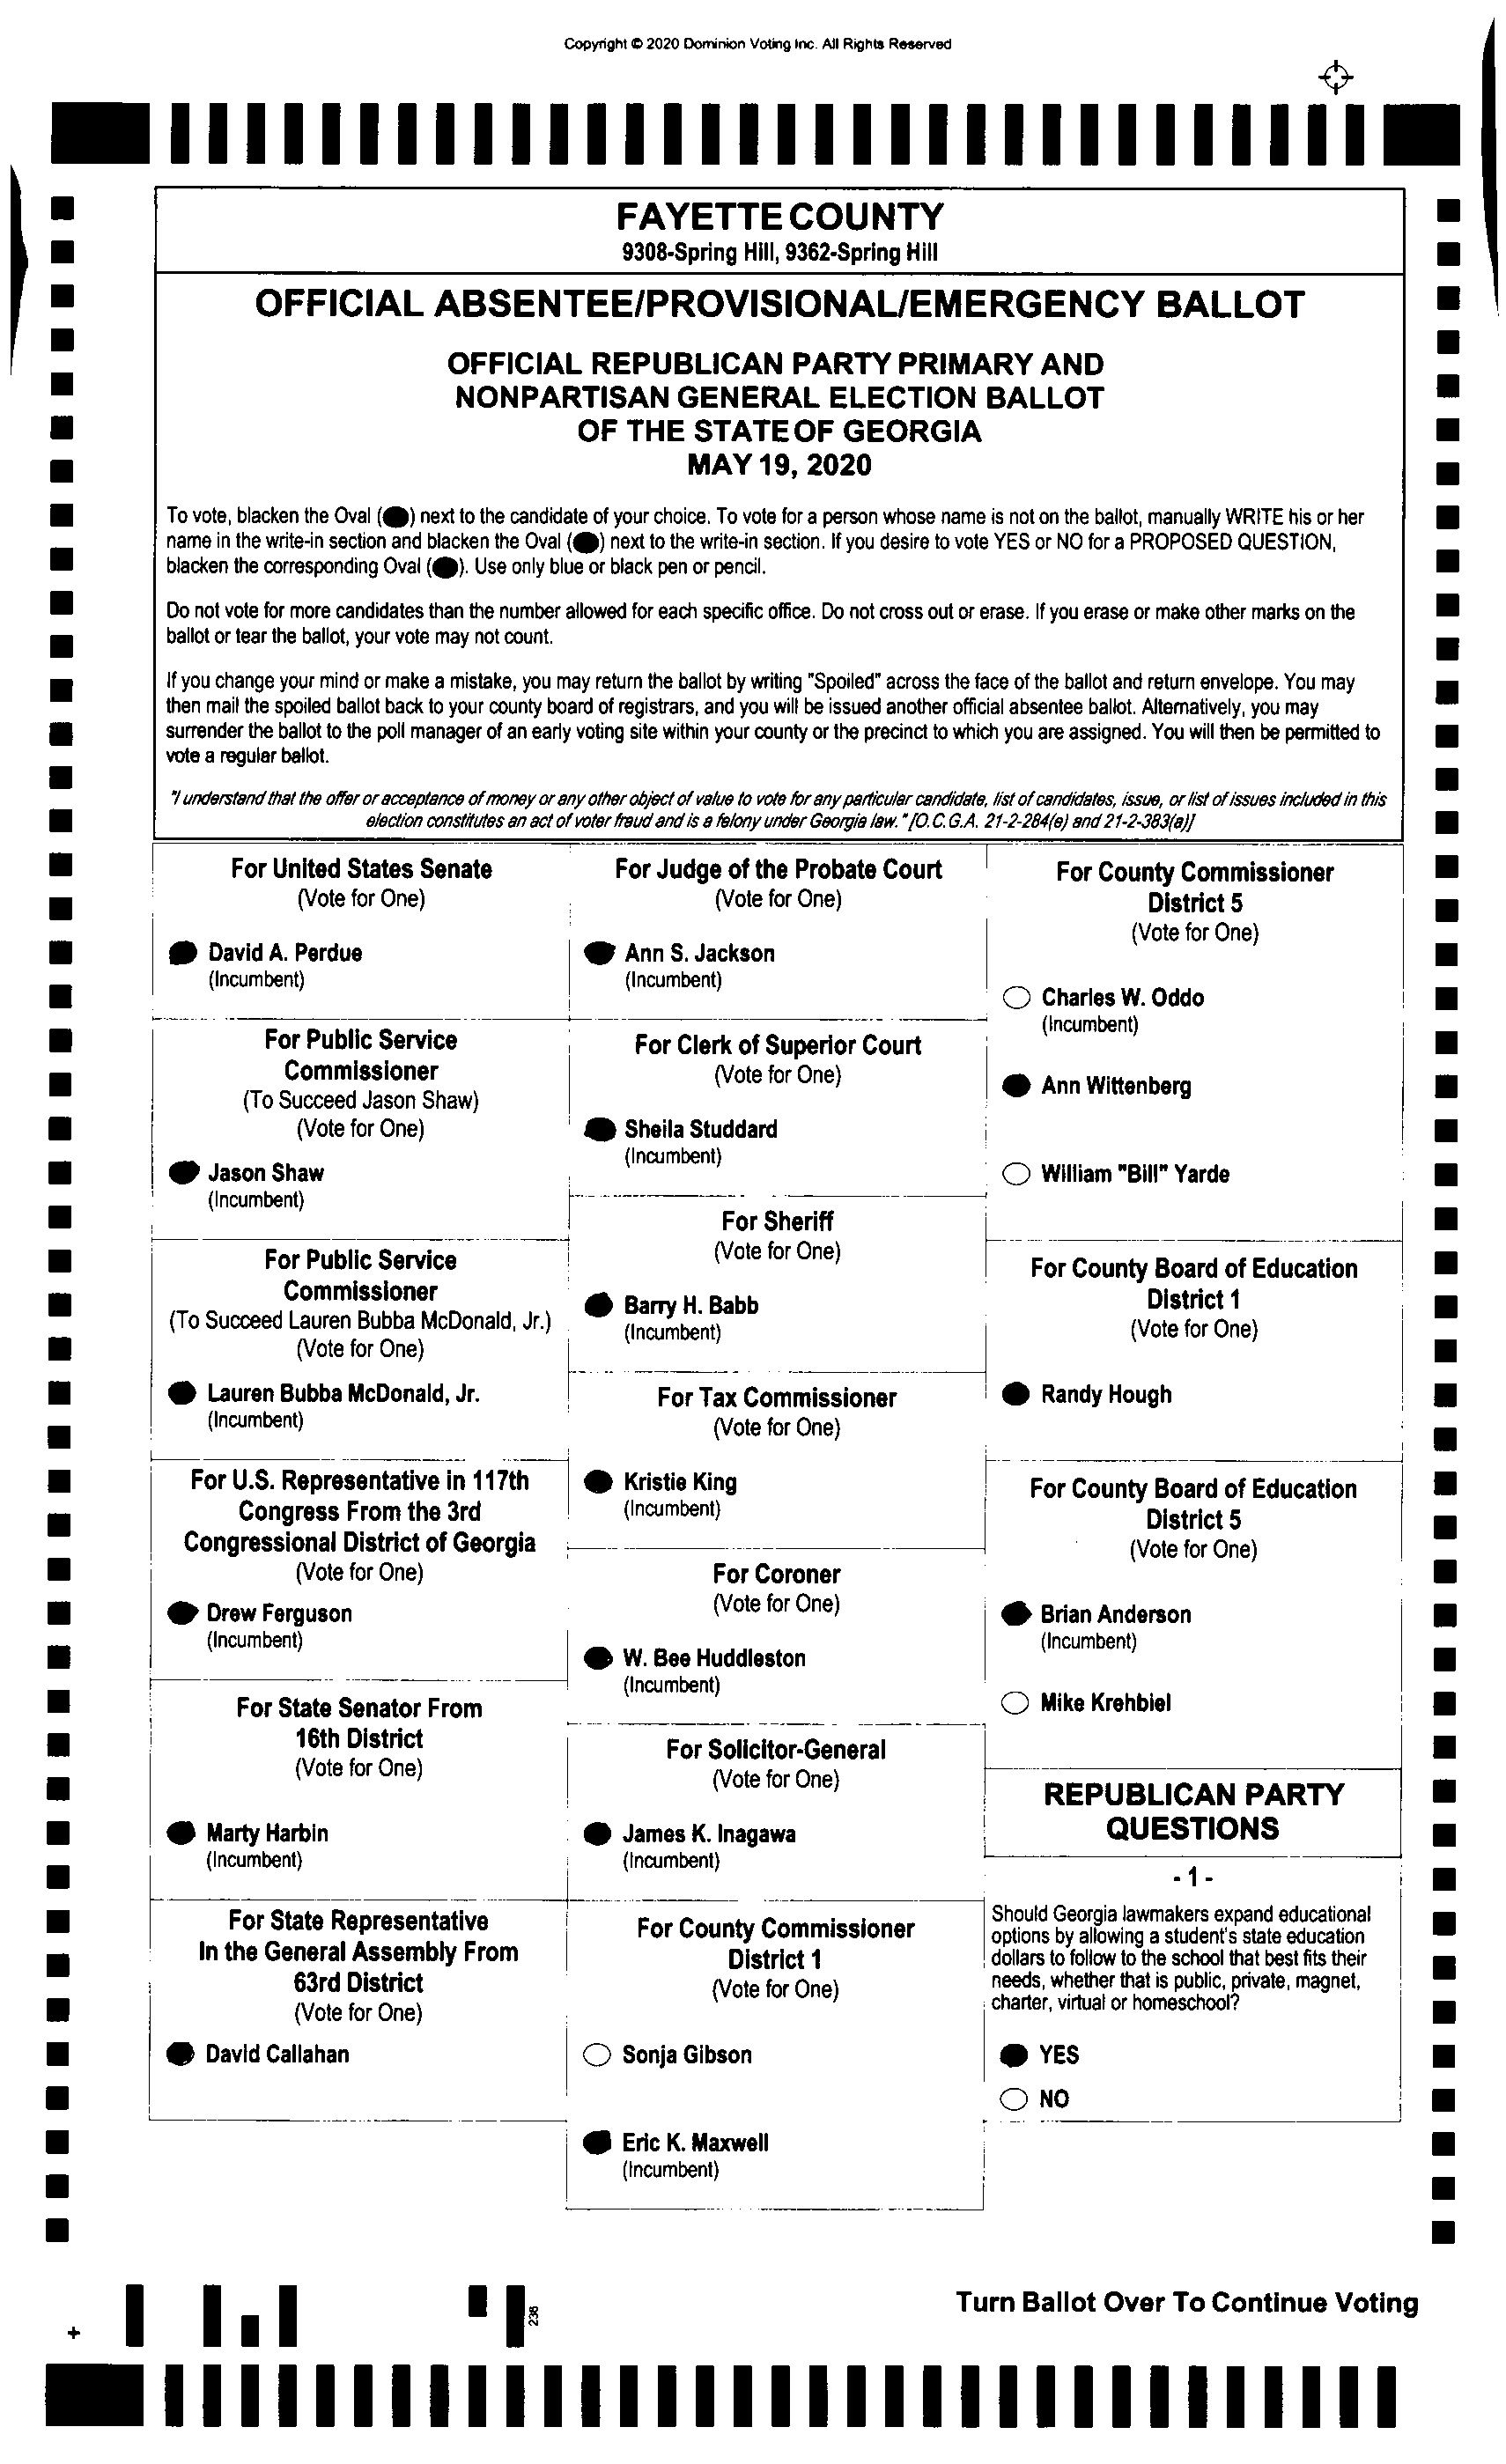 Copyright © 2020 Dominion Voting Inc. All Rights Reserved
FAYETTE COUNTY
9308-Spring Hill, 9362-Spring Hill
OFFICIAL ABSENTEE/PROVISIONAL/EMERGENCY BALLOT
OFFICIAL REPUBLICAN PARTY PRIMARY AND
NONPARTISAN GENERAL ELECTION BALLOT
OF THE STATE OF GEORGIA
MAY 19, 2020
To vote, blacken the Oval (●) next to the candidate of your choice. To vote for a person whose name is not on the ballot, manually WRITE his or her
name in the write-in section and blacken the Oval (●) next to the write-in section. If you desire to vote YES or NO for a PROPOSED QUESTION,
blacken the corresponding Oval (●). Use only blue or black pen or pencil.
Do not vote for more candidates than the number allowed for each specific office. Do not cross out or erase. If you erase or make other marks on the
ballot or tear the ballot, your vote may not count.
If you change your mind or make a mistake, you may return the ballot by writing "Spoiled" across the face of the ballot and return envelope. You may
then mail the spoiled ballot back to your county board of registrars, and you will be issued another official absentee ballot. Alternatively, you may
surrender the ballot to the poll manager of an early voting site within your county or the precinct to which you are assigned. You will then be permitted to
vote a regular ballot.
"I understand that the offer or acceptance of money or any other object of value to vote for any particular candidate, list of candidates, issue, or list of issues included in this
election constitutes an act of voter fraud and is a felony under Georgia law." [O.C.G.A. 21-2-284(e) and 21-2-383(a)]
For United States Senate
(Vote for One)
David A. Perdue
(Incumbent)
For Public Service
Commissioner
(To Succeed Jason Shaw)
(Vote for One)
Jason Shaw
(Incumbent)
For Public Service
Commissioner
(To Succeed Lauren Bubba McDonald, Jr.)
(Vote for One)
Lauren Bubba McDonald, Jr.
(Incumbent)
For U.S. Representative in 117th
Congress From the 3rd
Congressional District of Georgia
(Vote for One)
Drew Ferguson
(Incumbent)
For State Senator From
16th District
(Vote for One)
Marty Harbin
(Incumbent)
For State Representative
In the General Assembly From
63rd District
(Vote for One)
David Callahan
For Judge of the Probate Court
(Vote for One)
Ann S. Jackson
(Incumbent)
For Clerk of Superior Court
(Vote for One)
Sheila Studdard
(Incumbent)
For Sheriff
(Vote for One)
Barry H. Babb
(Incumbent)
For Tax Commissioner
(Vote for One)
Kristie King
(Incumbent)
For Coroner
(Vote for One)
W. Bee Huddleston
(Incumbent)
For Solicitor-General
(Vote for One)
James K. Inagawa
(Incumbent)
For County Commissioner
District 1
(Vote for One)
Sonja Gibson
Eric K. Maxwell
(Incumbent)
For County Commissioner
District 5
(Vote for One)
Charles W. Oddo
(Incumbent)
Ann Wittenberg
William "Bill" Yarde
For County Board of Education
District 1
(Vote for One)
Randy Hough
For County Board of Education
District 5
(Vote for One)
Brian Anderson
(Incumbent)
Mike Krehbiel
REPUBLICAN PARTY
QUESTIONS
- 1 -
Should Georgia lawmakers expand educational
options by allowing a student's state education
dollars to follow to the school that best fits their
needs, whether that is public, private, magnet,
charter, virtual or homeschool?
YES
NO
236
Turn Ballot Over To Continue Voting